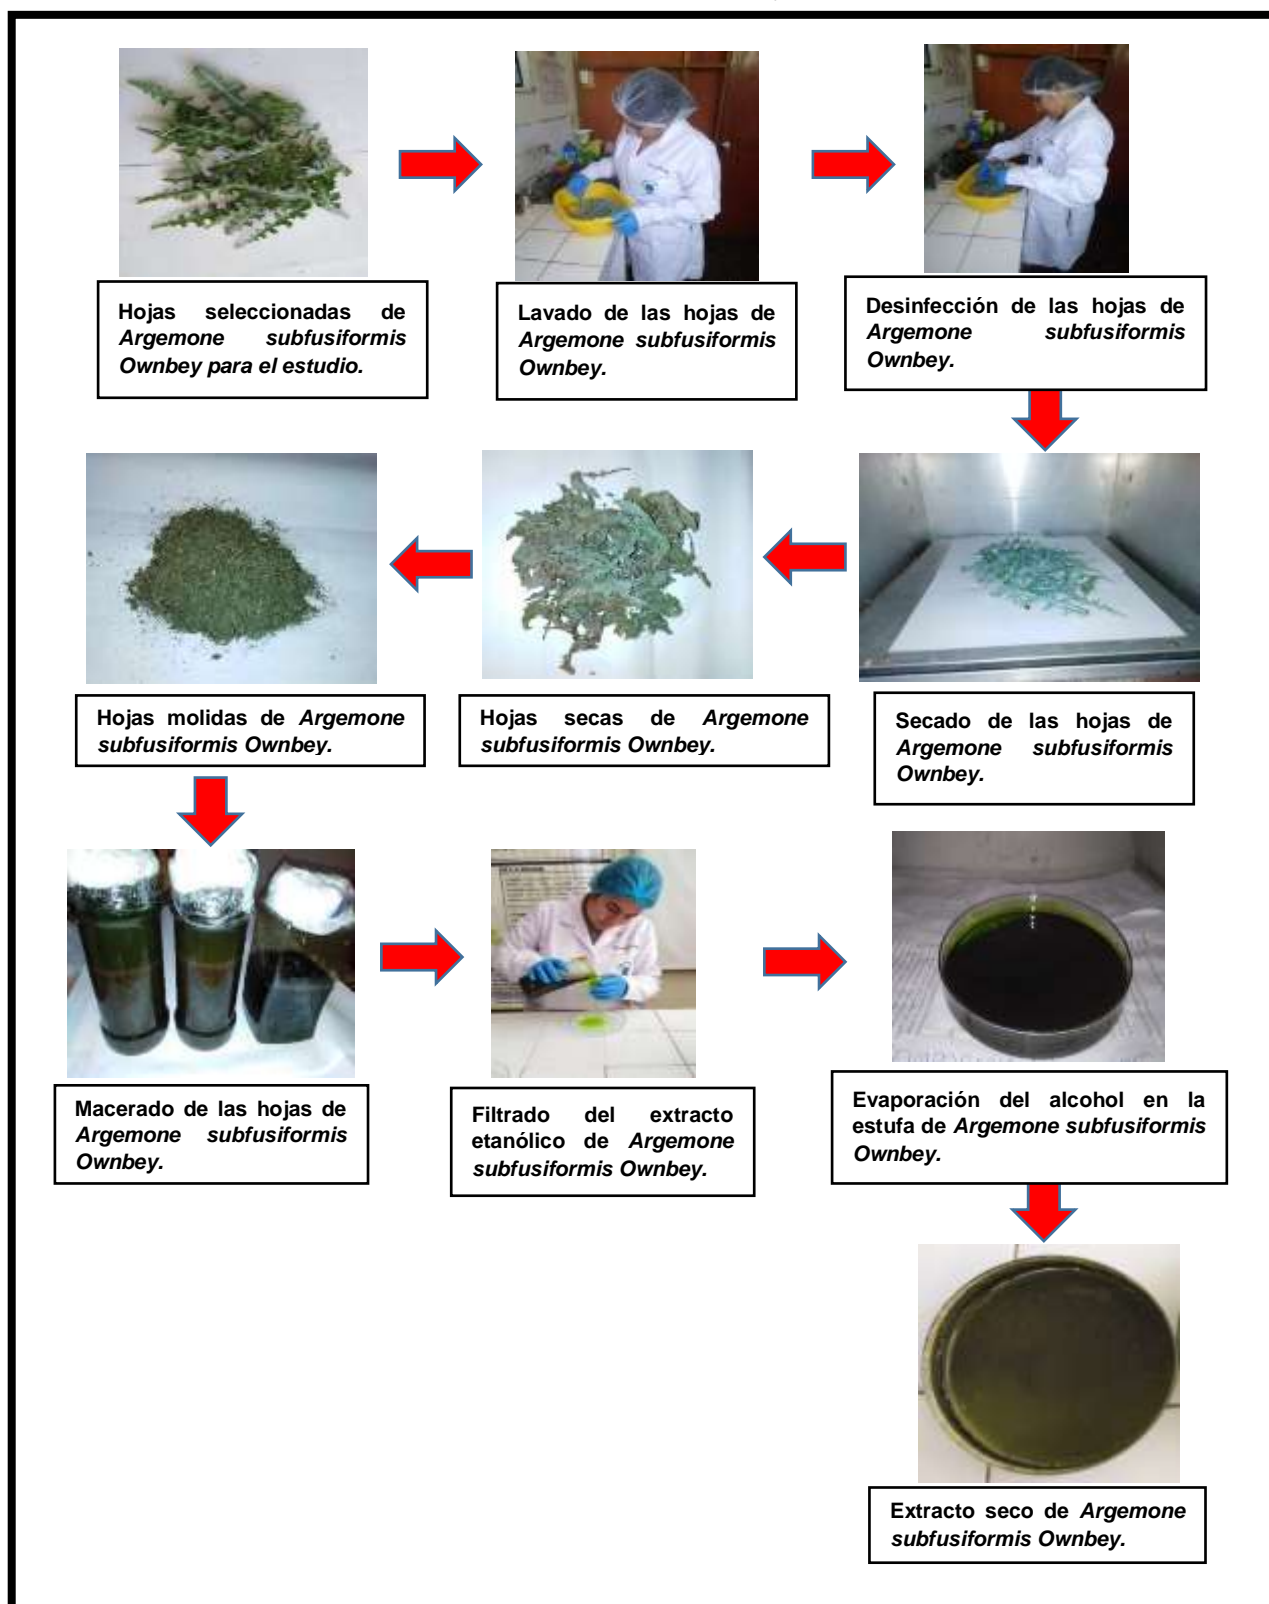 Hojas seleccionadas de
Argemone subfusiformis
Ownbey para el estudio.
Lavado de las hojas de
Argemone subfusiformis
Ownbey.
Desinfección de las hojas de
Argemone subfusiformis
Ownbey.
Hojas molidas de Argemone
subfusiformis Ownbey.
Hojas secas de Argemone
subfusiformis Ownbey.
Secado de las hojas de
Argemone subfusiformis
Ownbey.
Macerado de las hojas de
Argemone subfusiformis
Ownbey.
Filtrado del extracto
etanólico de Argemone
subfusiformis Ownbey.
Evaporación del alcohol en la
estufa de Argemone subfusiformis
Ownbey.
Extracto seco de Argemone
subfusiformis Ownbey.